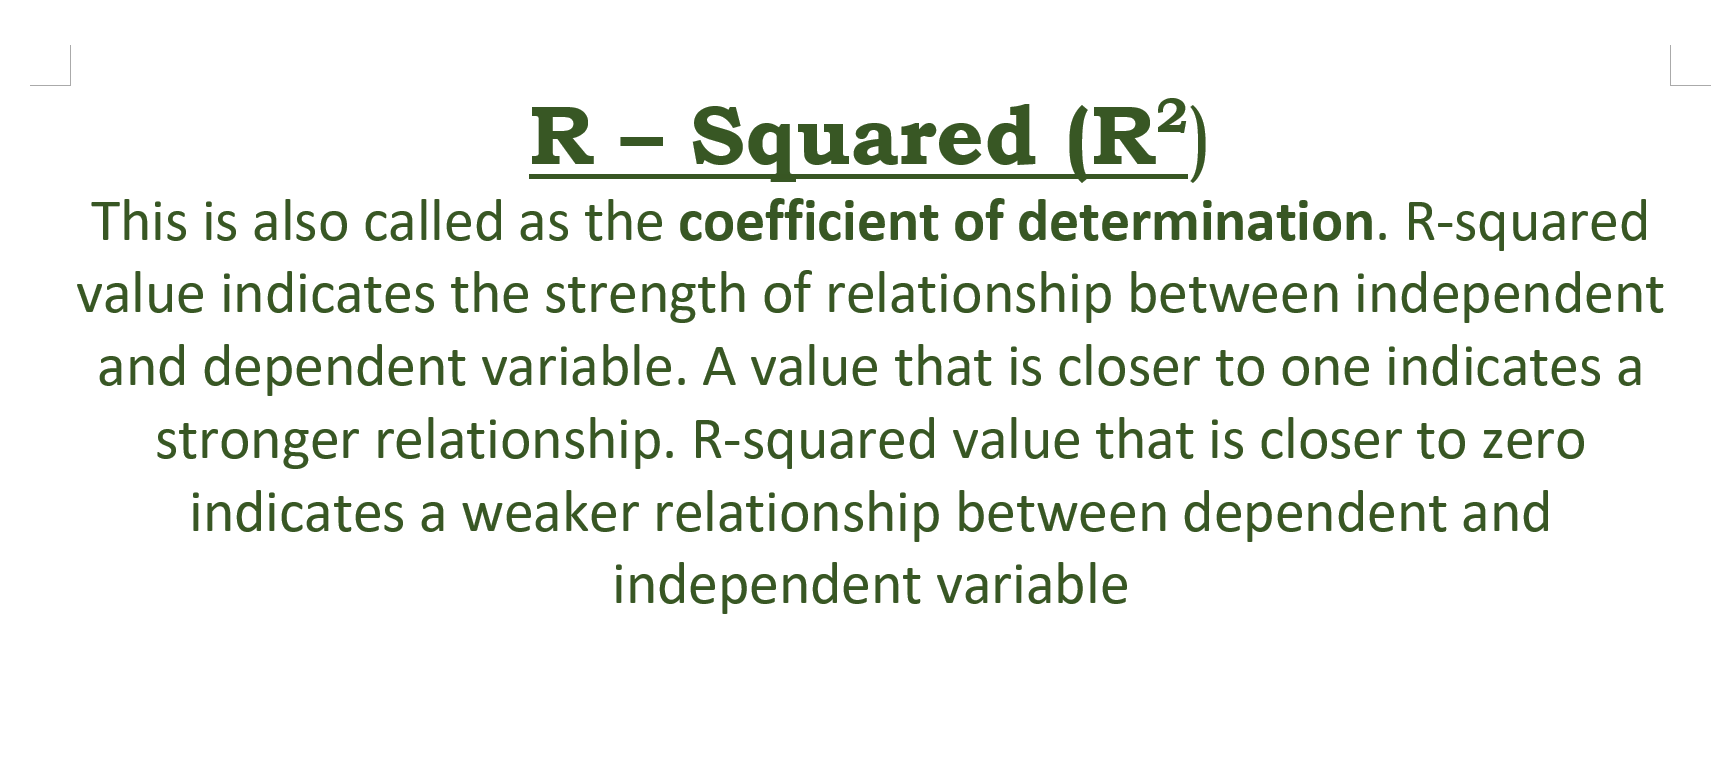 R – Squared (R²)
This is also called as the coefficient of determination. R-squared
value indicates the strength of relationship between independent
and dependent variable. A value that is closer to one indicates a
stronger relationship. R-squared value that is closer to zero
indicates a weaker relationship between dependent and
independent variable